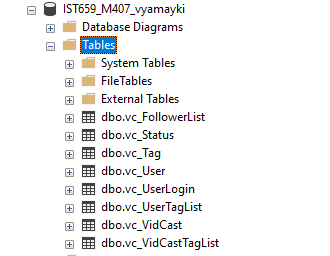 IST659_M407_vyamayki
Database Diagrams
Tables
System Tables
FileTables
External Tables
dbo.vc_FollowerList
dbo.vc_Status
dbo.vc_Tag
dbo.vc_User
dbo.vc_UserLogin
dbo.vc_UserTagList
dbo.vc_VidCast
dbo.vc_VidCastTagList